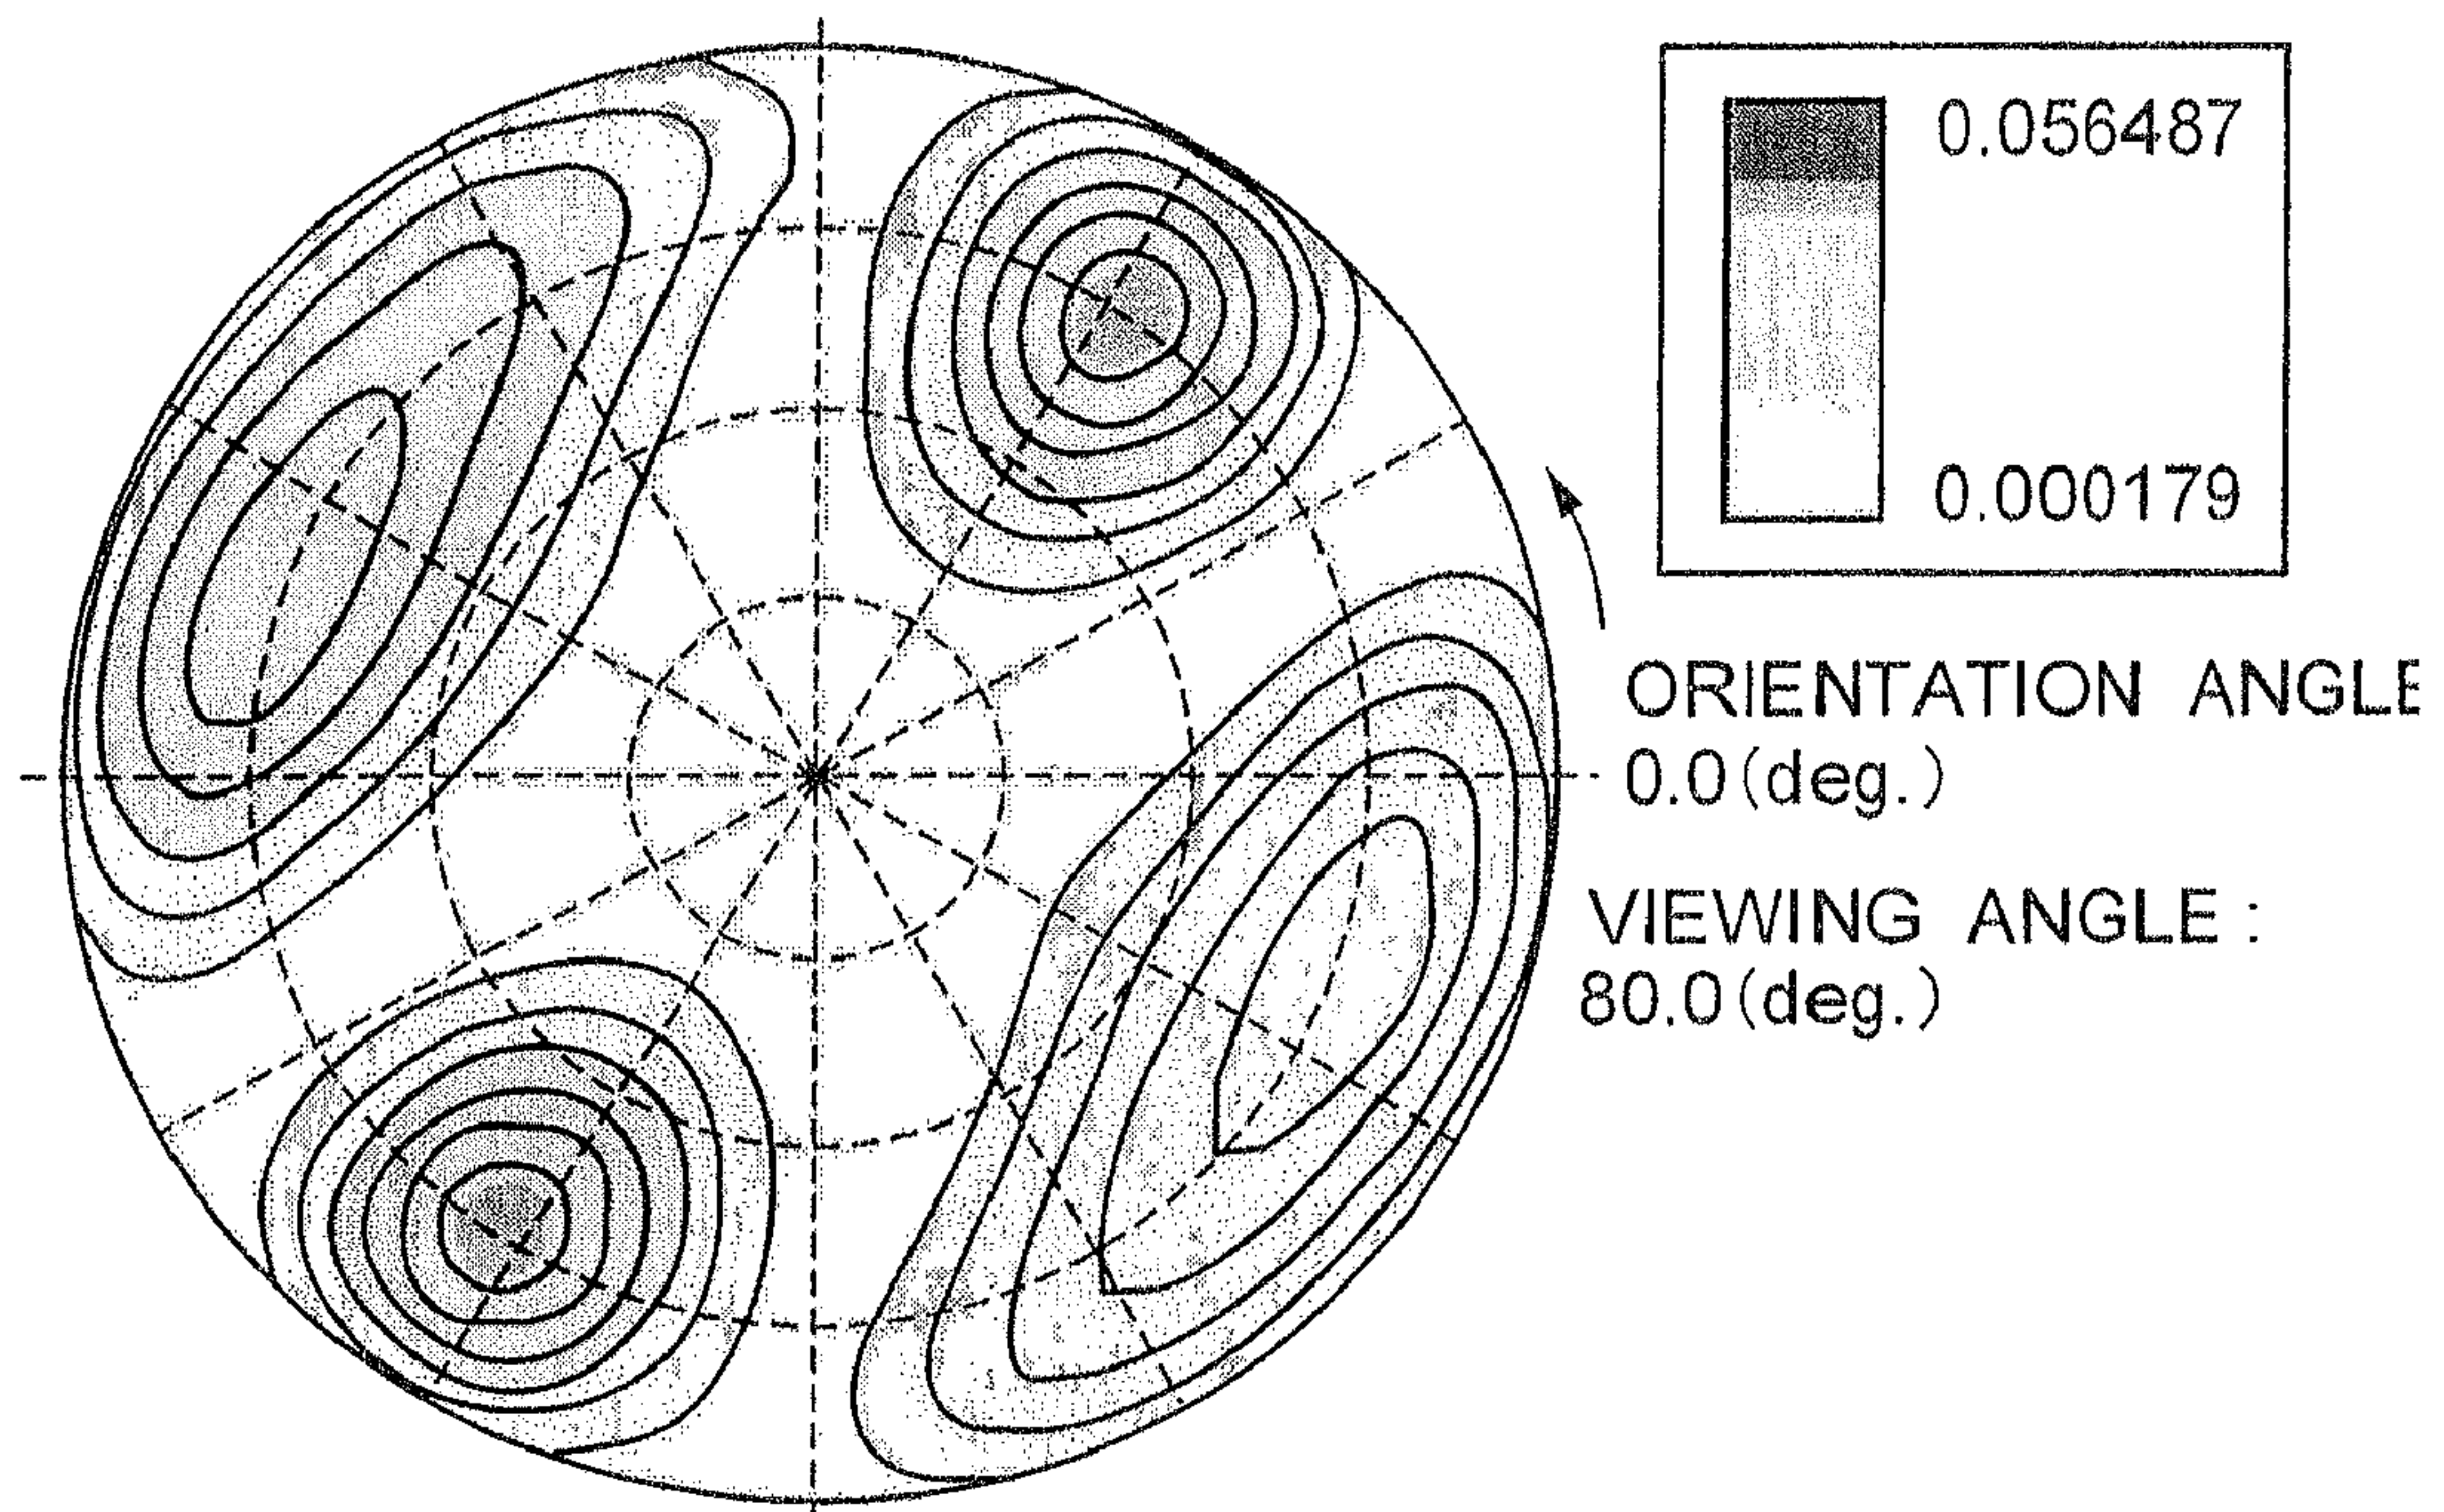 0.056487
0.000179
ORIENTATION ANGLE
0.0(deg.)
VIEWING ANGLE :
80.0(deg.)